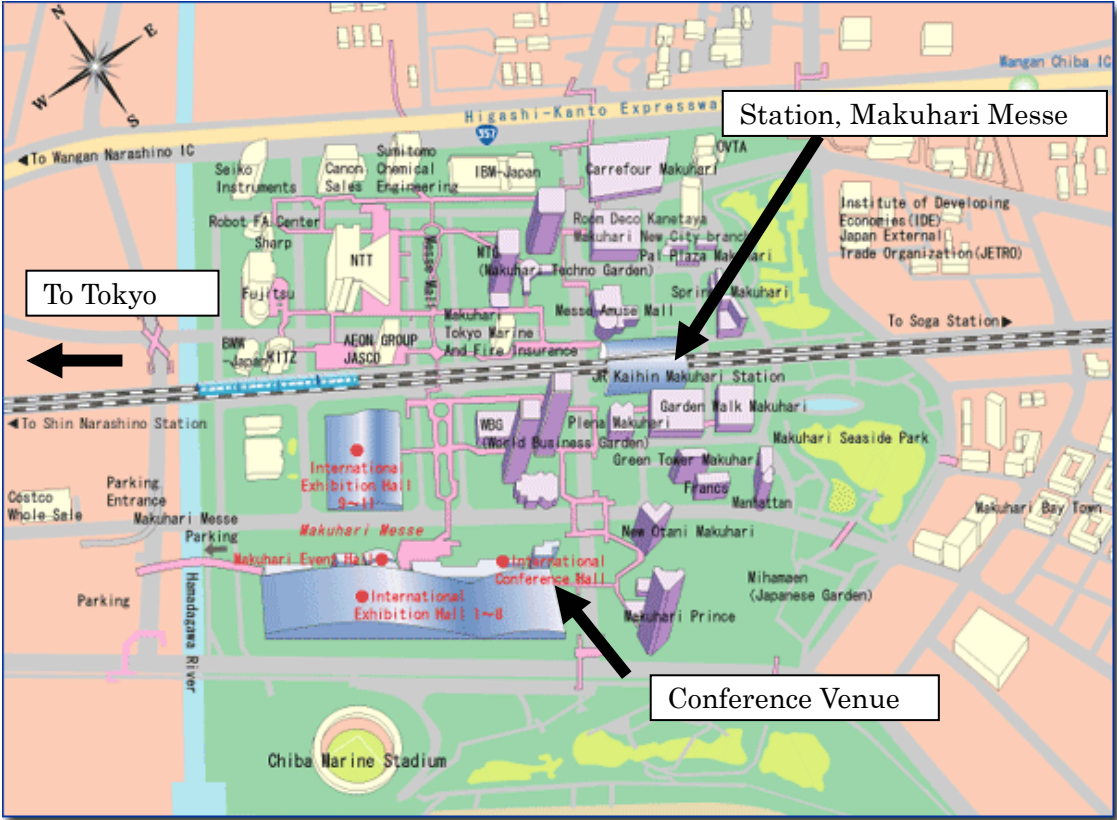 N
E
W
S
Wangan Chiba IC
Higashi-Kanto Expresswa
357
Station, Makuhari Messe
◀To Wangan Narashino IC
Seiko
Instruments
Canon
Sales
Sumitomo
Chemical
Engineering
IBM-Japan
Carrefour Makuhari
OVTA
Institute of Developing
Economies(IDE)
Japan External
Trade Organization(JETRO)
Robot FA Center
Sharp
NTT
Messe Mall
MTG
(Makuhari Techno Garden)
Room Deco Kanetaya
Makuhari New City branch
Pal Plaza Makuhari
To Tokyo
Fujitsu
Spring Makuhari
Messe Amuse Mall
Makuhari
Tokyo Marine
And Fire Insurance
To Soga Station▶
BMW
-Japan
KITZ
AEON GROUP
JASCO
JR Kaihin Makuhari Station
◀To Shin Narashino Station
WBG
(World Business Garden)
Plena Makuhari
Garden Walk Makuhari
Makuhari Seaside Park
International
Exhibition Hall
9～11
Green Tower Makuhari
Francs
Manhattan
Costco
Whole Sale
Parking
Entrance
Makuhari Messe
Parking
Makuhari Messe
New Otani Makuhari
Makuhari Bay Town
Makuhari Event Hall
International
Conference Hall
Mihamaen
(Japanese Garden)
Parking
International
Exhibition Hall 1～8
Makuhari Prince
Hamadagawa River
Conference Venue
Chiba Marine Stadium